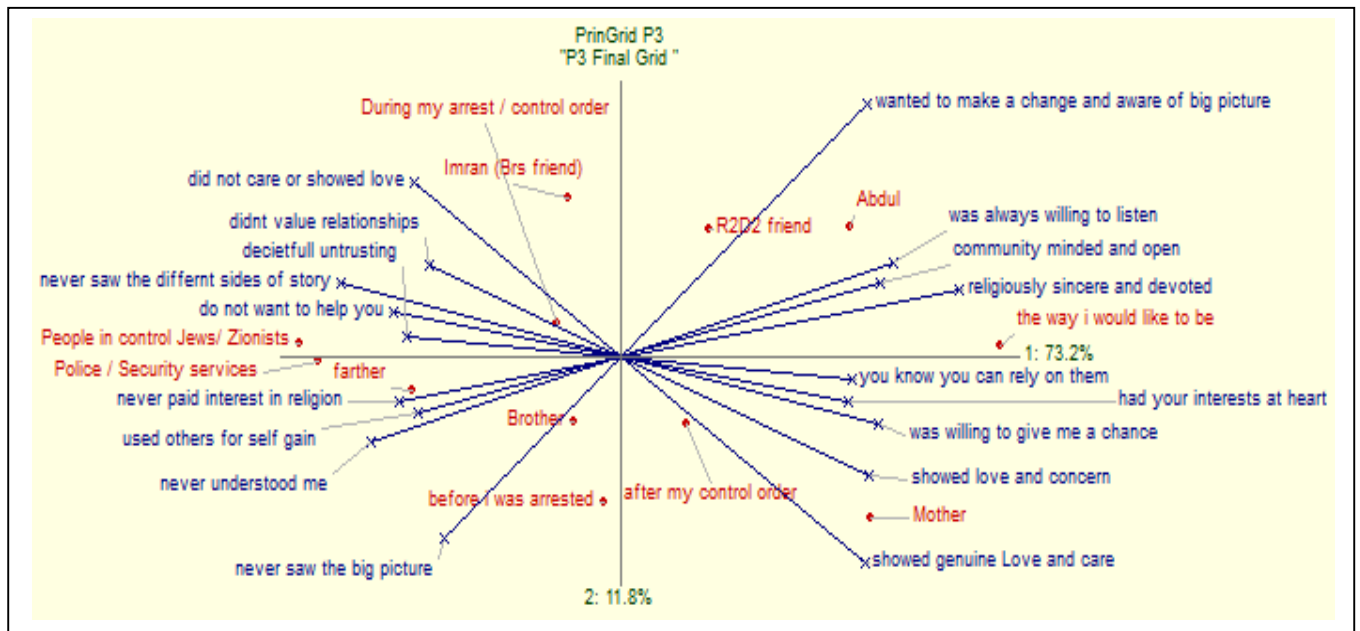 PrinGrid P3
"P3 Final Grid "
During my arrest / control order
wanted to make a change and aware of big picture
Imran (Brs friend)
did not care or showed love
Abdul
didnt value relationships
R2D2 friend
was always willing to listen
decietfull untrusting
community minded and open
never saw the differnt sides of story
religiously sincere and devoted
do not want to help you
the way i would like to be
People in control Jews/ Zionists
1: 73.2%
Police / Security services
farther
you know you can rely on them
never paid interest in religion
had your interests at heart
Brother
used others for self gain
was willing to give me a chance
never understood me
showed love and concern
before I was arrested
after my control order
Mother
never saw the big picture
showed genuine Love and care
2: 11.8%